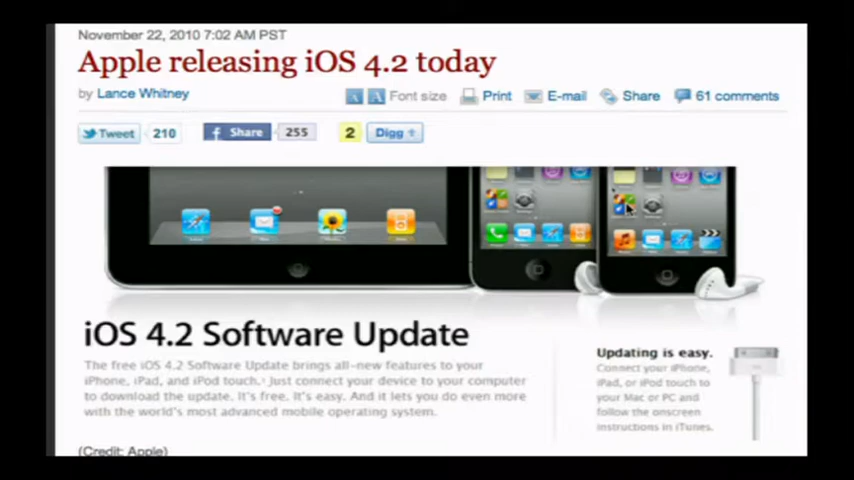 November 22, 2010 7:02 AM PST
Apple releasing iOS 4.2 today
by Lance Whitney
A A Font size Print E-mail Share 61 comments
Tweet 210 f Share 255 2 Digg
iOS 4.2 Software Update
The free iOS 4.2 Software Update brings all-new features to your
iPhone, iPad, and iPod touch. Just connect your device to your computer
to download the update. It's free. It's easy. And it lets you do even more
with the world's most advanced mobile operating system.
Updating is easy.
Connect your iPhone,
iPad, or iPod touch to
your Mac or PC and
follow the onscreen
instructions in iTunes.
(Credit: Apple)